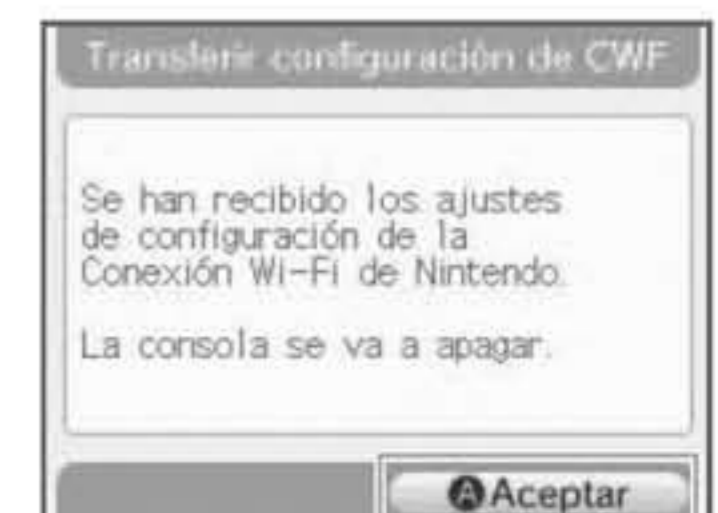 Transferir configuración de CWF
Se han recibido los ajustes
de configuración de la
Conexión Wi-Fi de Nintendo.
La consola se va a apagar.
A Aceptar